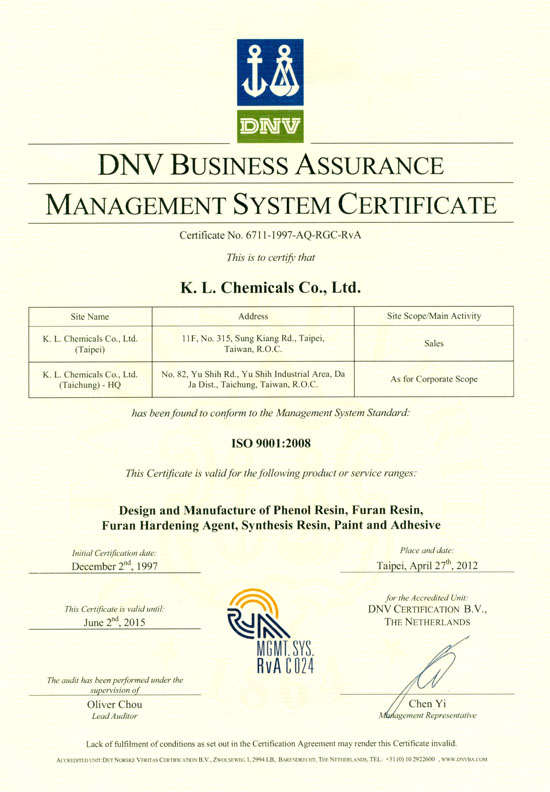 DNV
DNV BUSINESS ASSURANCE
MANAGEMENT SYSTEM CERTIFICATE
Certificate No. 6711-1997-AQ-RGC-RvA
This is to certify that
K. L. Chemicals Co., Ltd.
Site Name
Address
Site Scope/Main Activity
K. L. Chemicals Co., Ltd.
(Taipei)
11F, No. 315, Sung Kiang Rd., Taipei,
Taiwan, R.O.C.
Sales
K. L. Chemicals Co., Ltd.
(Taichung) - HQ
No. 82, Yu Shih Rd., Yu Shih Industrial Area, Da
Ja Dist., Taichung, Taiwan, R.O.C.
As for Corporate Scope
has been found to conform to the Management System Standard:
ISO 9001:2008
This Certificate is valid for the following product or service ranges:
Design and Manufacture of Phenol Resin, Furan Resin,
Furan Hardening Agent, Synthesis Resin, Paint and Adhesive
Initial Certification date:
December 2nd, 1997
Place and date:
Taipei, April 27th, 2012
This Certificate is valid until:
June 2nd, 2015
for the Accredited Unit:
DNV CERTIFICATION B.V.,
THE NETHERLANDS
RvA
MGMT. SYS.
RvA C024
The audit has been performed under the
supervision of
Oliver Chou
Lead Auditor
Chen Yi
Management Representative
Lack of fulfilment of conditions as set out in the Certification Agreement may render this Certificate invalid.
ACCREDITED UNIT: DET NORSKE VERITAS CERTIFICATION B.V., ZWOLSEWEG 1, 2994 LB, BARENDRECHT, THE NETHERLANDS, TEL: +31 (0) 10 2922600 , WWW.DNVBA.COM